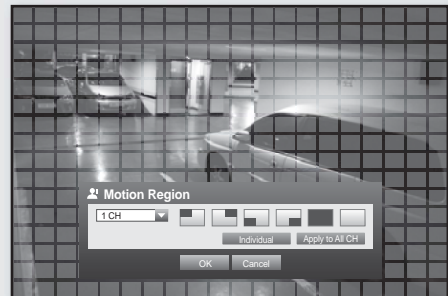 Motion Region
1 CH
Individual
Apply to All CH
OK
Cancel